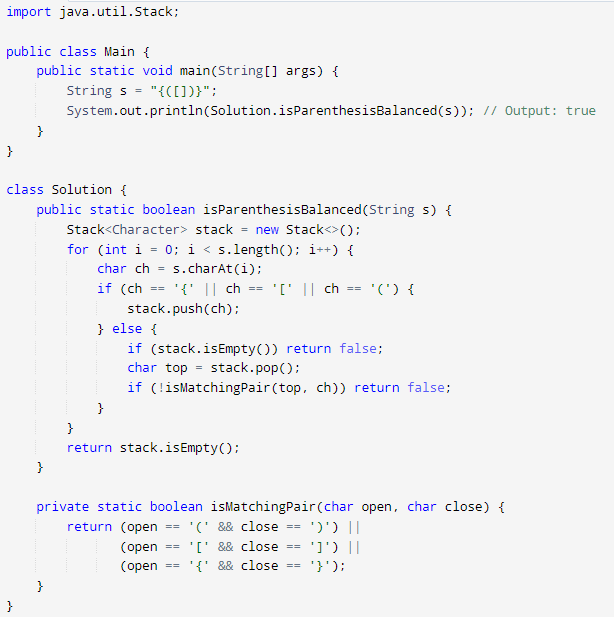 import java.util.Stack;

public class Main {
    public static void main(String[] args) {
        String s = "{([])}";
        System.out.println(Solution.isParenthesisBalanced(s)); // Output: true
    }
}

class Solution {
    public static boolean isParenthesisBalanced(String s) {
        Stack<Character> stack = new Stack<>();
        for (int i = 0; i < s.length(); i++) {
            char ch = s.charAt(i);
            if (ch == '{' || ch == '[' || ch == '(') {
                stack.push(ch);
            } else {
                if (stack.isEmpty()) return false;
                char top = stack.pop();
                if (!isMatchingPair(top, ch)) return false;
            }
        }
        return stack.isEmpty();
    }

    private static boolean isMatchingPair(char open, char close) {
        return (open == '(' && close == ')') ||
               (open == '[' && close == ']') ||
               (open == '{' && close == '}');
    }
}